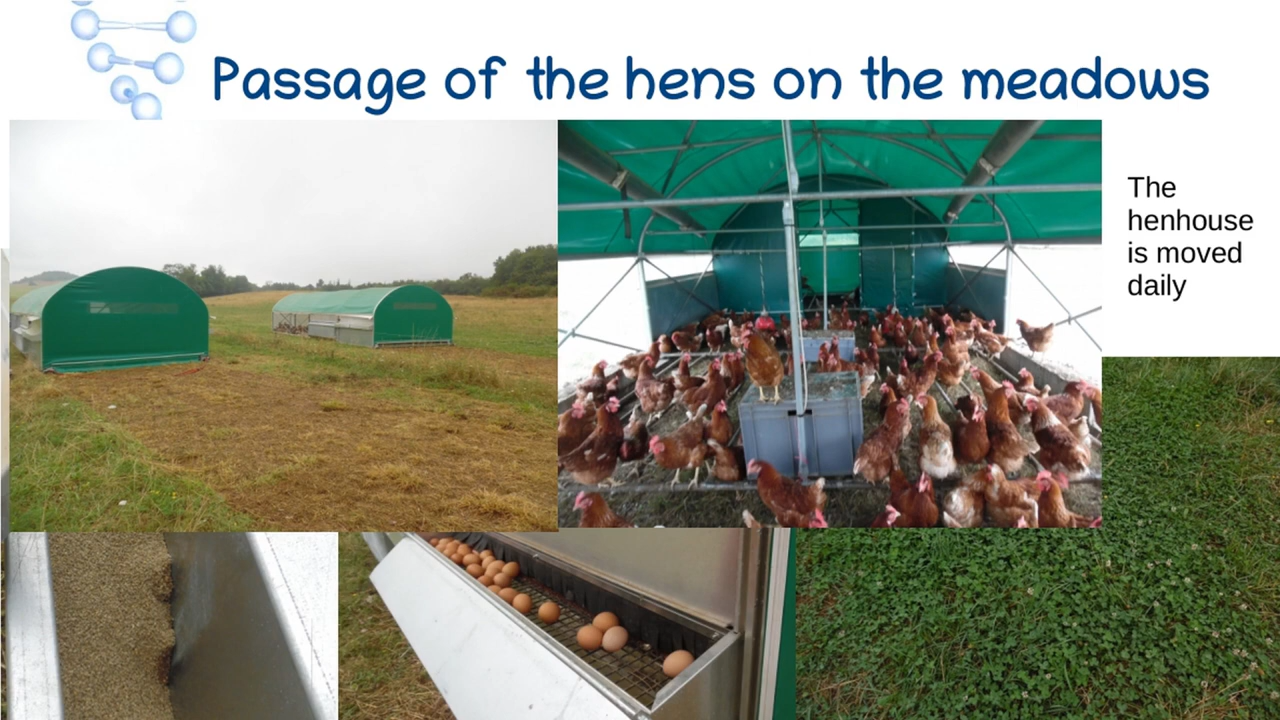 Passage of the hens on the meadows
The
henhouse
is moved
daily